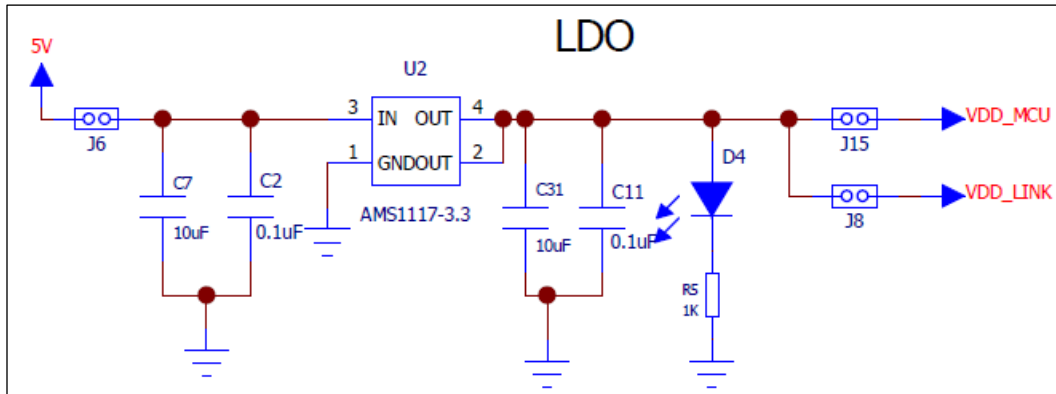 LDO
5V
U2
3
IN OUT
4
J6
1
GNDOUT
2
J15
VDD_MCU
D4
C7
C2
C31
C11
AMS1117-3.3
J8
VDD_LINK
10uF
0.1uF
10uF
0.1uF
R5
1K